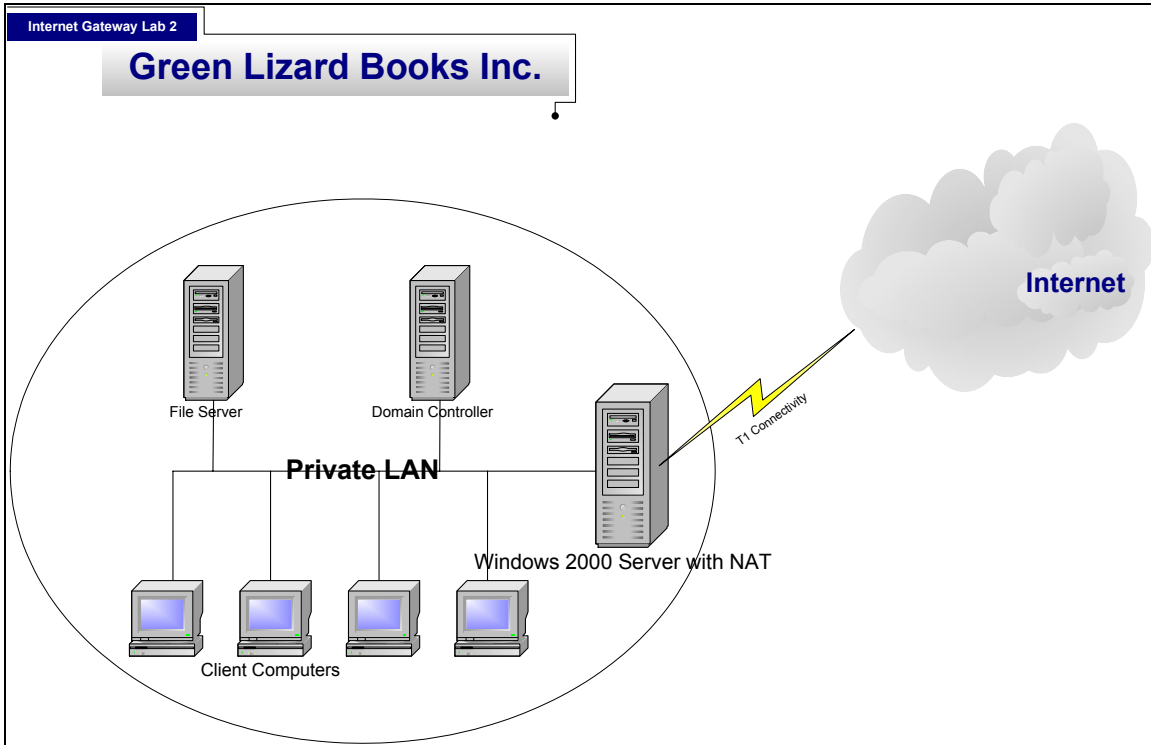 Internet Gateway Lab 2
Green Lizard Books Inc.
Internet
File Server
Domain Controller
T1 Connectivity
Private LAN
Windows 2000 Server with NAT
Client Computers